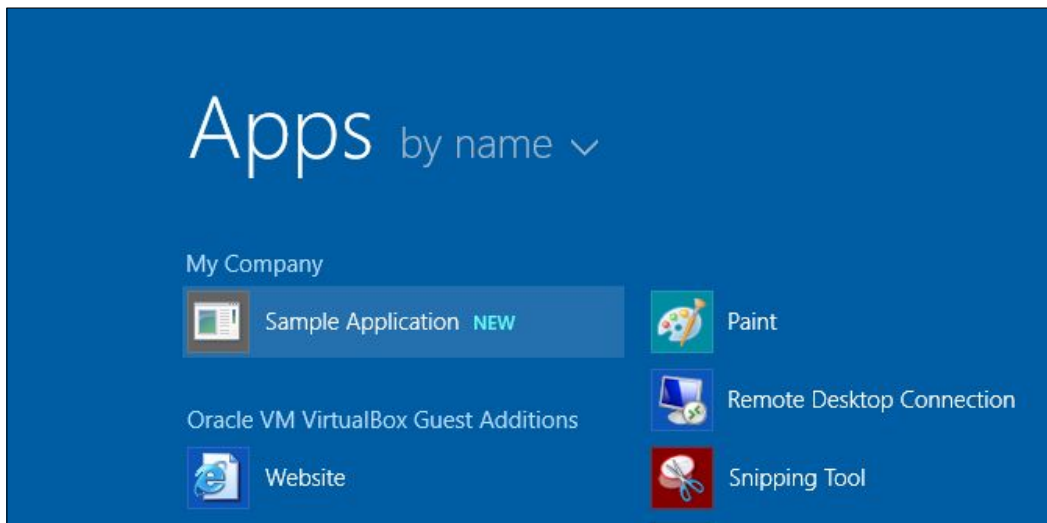 Apps by name
My Company
Sample Application NEW
Oracle VM VirtualBox Guest Additions
Website
Paint
Remote Desktop Connection
Snipping Tool